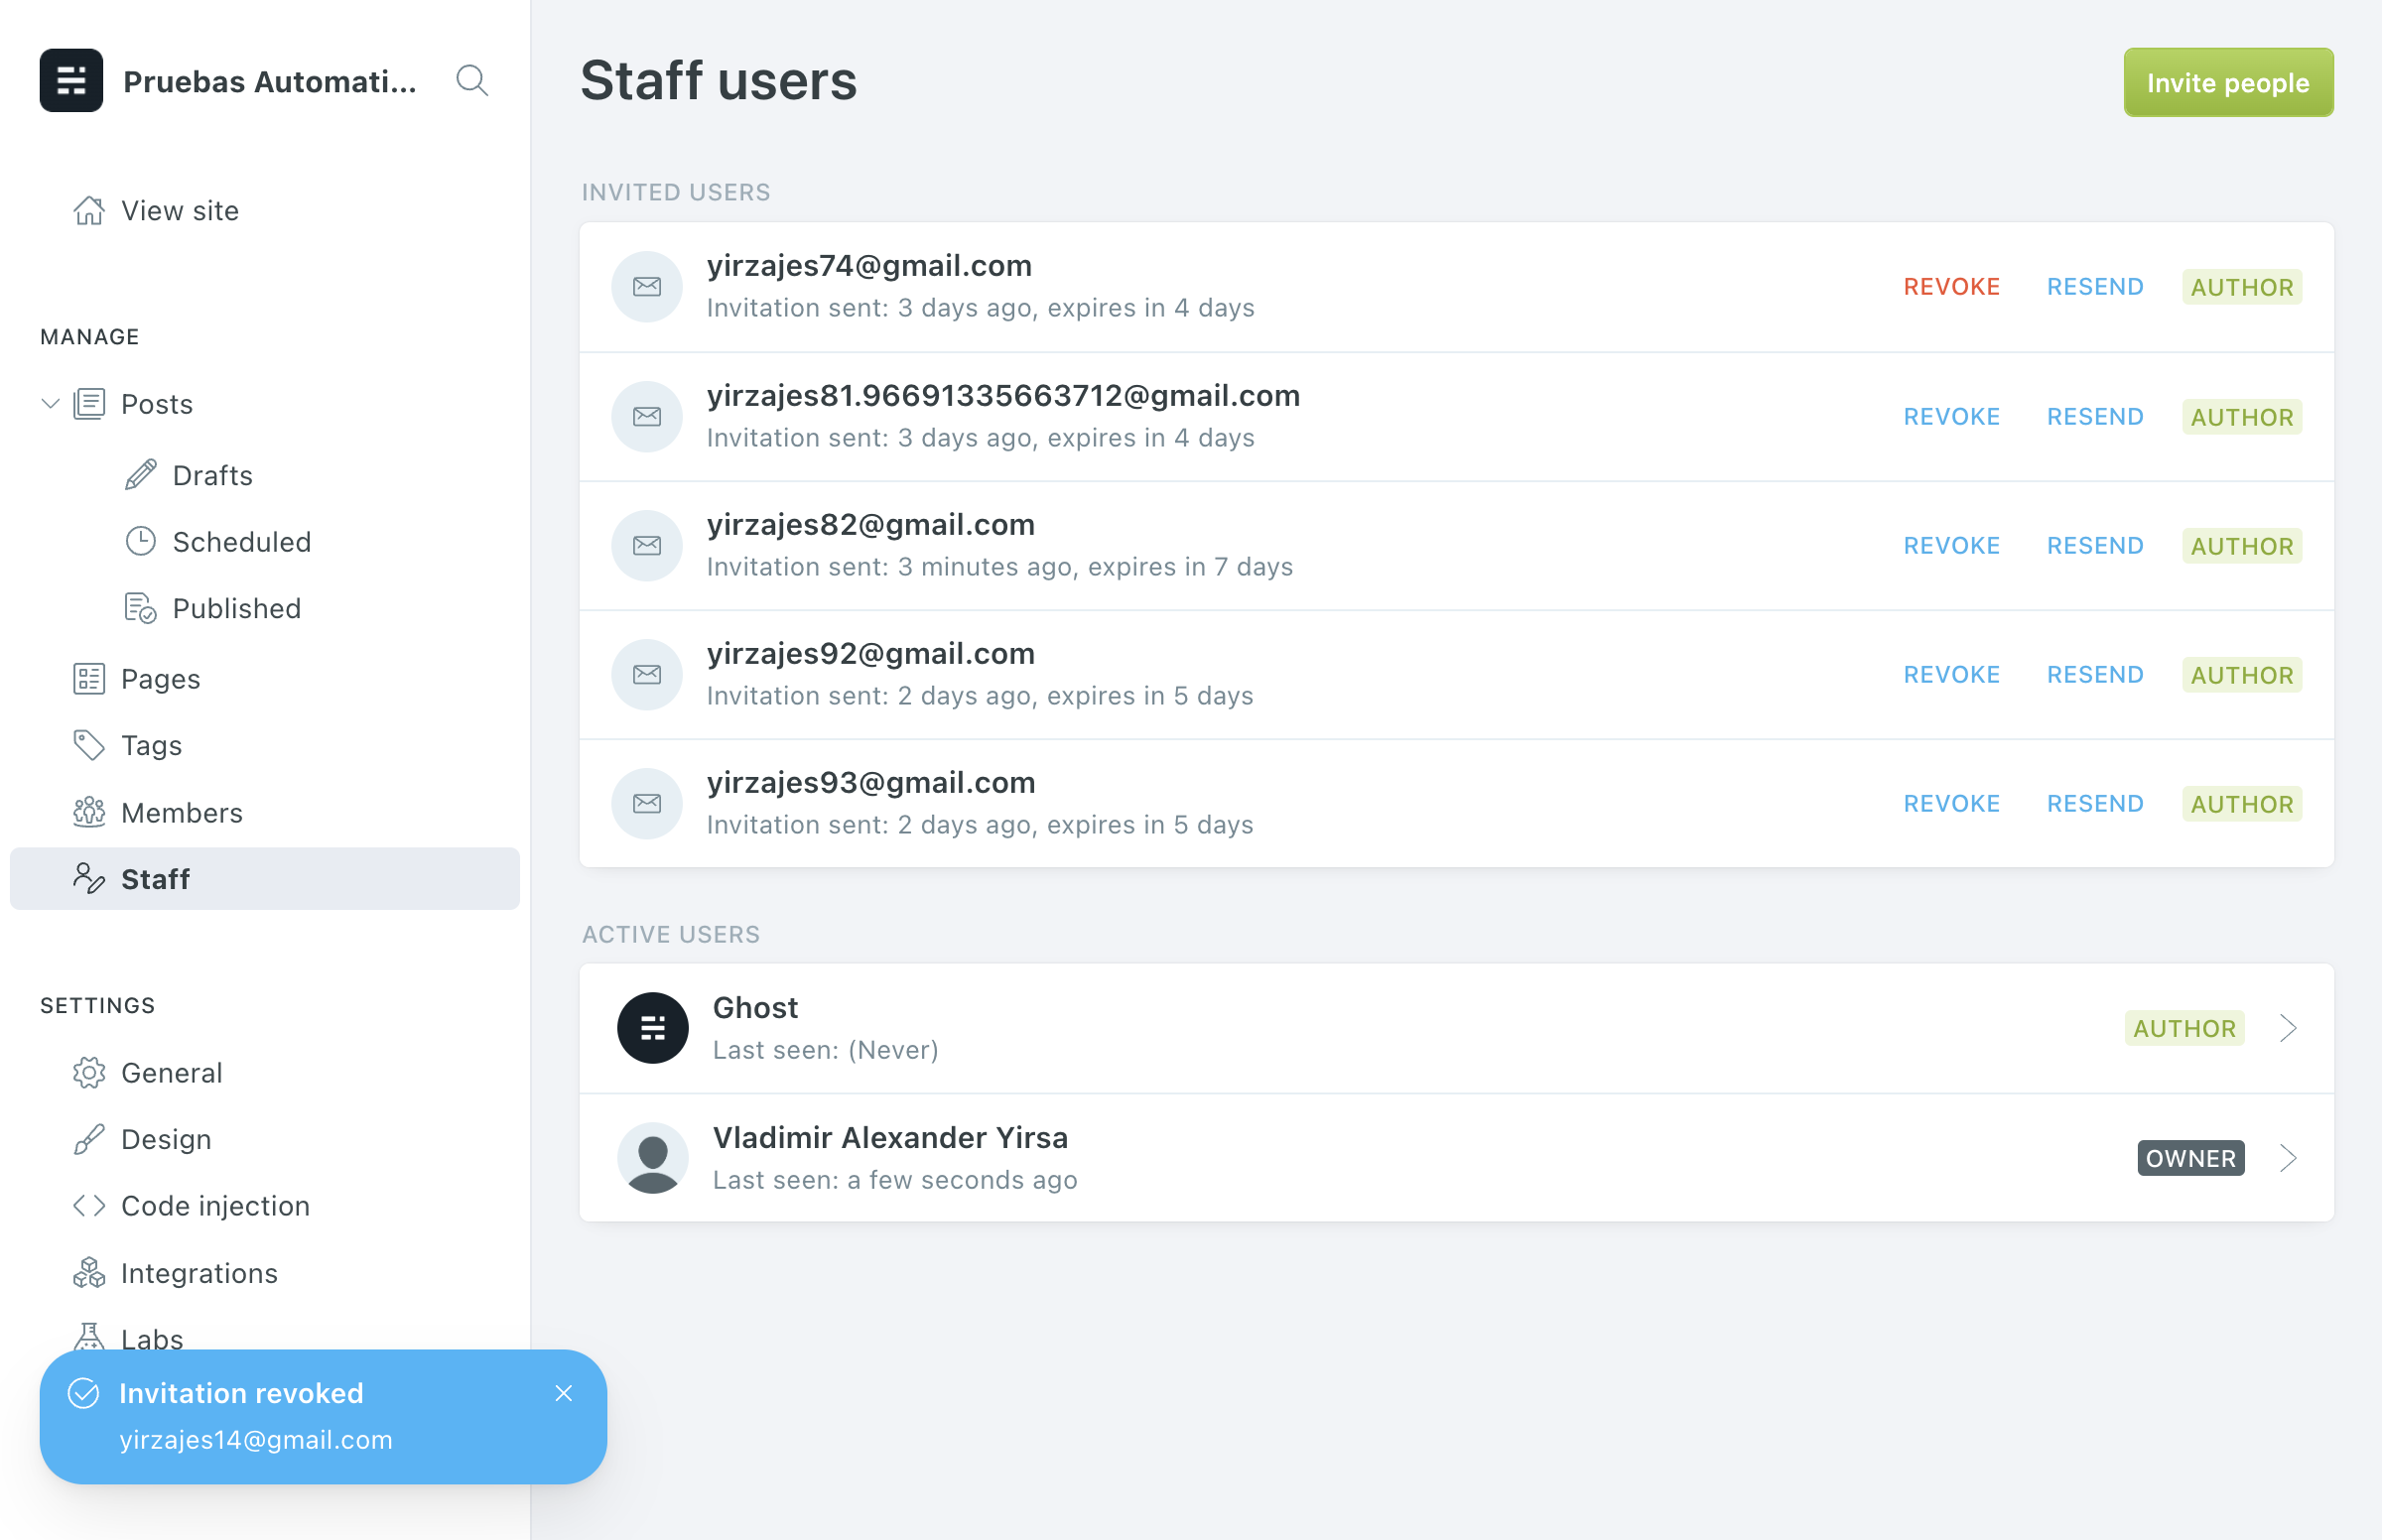 Pruebas Automati...
View site
MANAGE
Posts
Drafts
Scheduled
Published
Pages
Tags
Members
Staff
SETTINGS
General
Design
Code injection
Integrations
Labs
Invitation revoked
yirzajes14@gmail.com
Staff users
Invite people
INVITED USERS
yirzajes74@gmail.com
Invitation sent: 3 days ago, expires in 4 days
REVOKE RESEND AUTHOR
yirzajes81.96691335663712@gmail.com
Invitation sent: 3 days ago, expires in 4 days
REVOKE RESEND AUTHOR
yirzajes82@gmail.com
Invitation sent: 3 minutes ago, expires in 7 days
REVOKE RESEND AUTHOR
yirzajes92@gmail.com
Invitation sent: 2 days ago, expires in 5 days
REVOKE RESEND AUTHOR
yirzajes93@gmail.com
Invitation sent: 2 days ago, expires in 5 days
REVOKE RESEND AUTHOR
ACTIVE USERS
Ghost
Last seen: (Never)
AUTHOR
Vladimir Alexander Yirsa
Last seen: a few seconds ago
OWNER